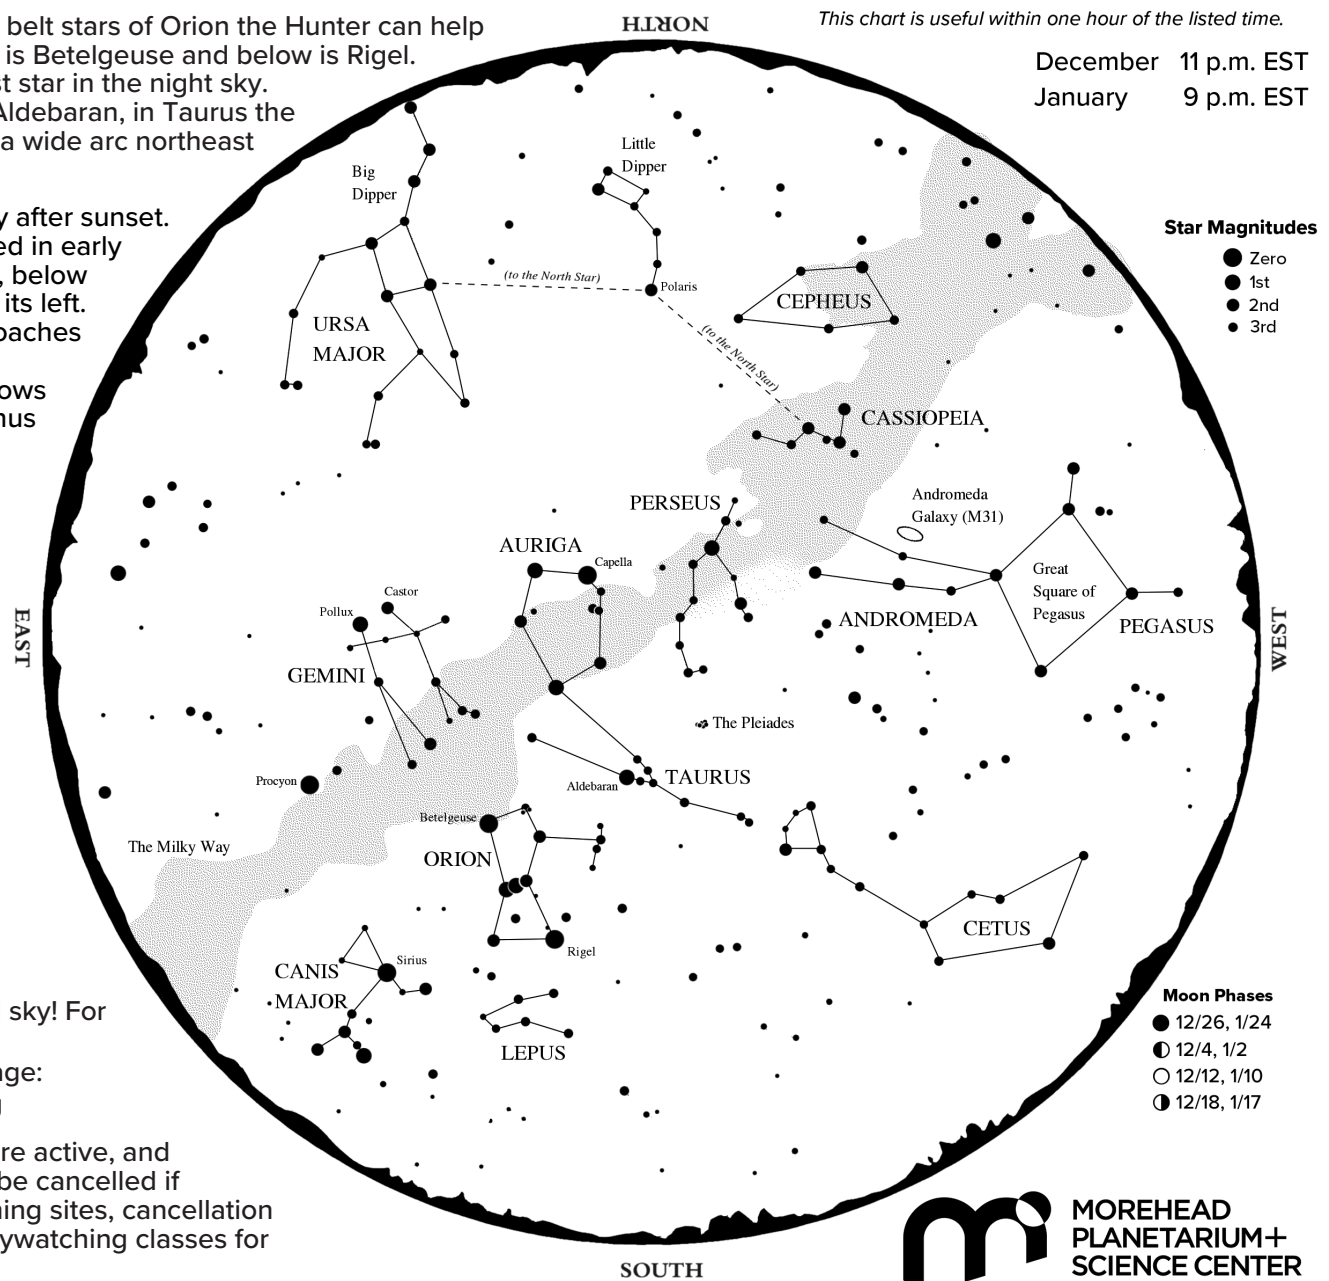 belt stars of Orion the Hunter can help
is Betelgeuse and below is Rigel.
st star in the night sky.
Aldebaran, in Taurus the
a wide arc northeast
y after sunset.
ed in early
, below
its left.
oaches
ows
nus
sky! For
nge:
re active, and
be cancelled if
ning sites, cancellation
ywatching classes for
This chart is useful within one hour of the listed time.
December 11 p.m. EST
January 9 p.m. EST
NORTH
Star Magnitudes
Zero
1st
2nd
3rd
Big
Dipper
Little
Dipper
(to the North Star)
Polaris
CEPHEUS
URSA
MAJOR
(to the North Star)
CASSIOPEIA
PERSEUS
Andromeda
Galaxy (M31)
AURIGA
Capella
Great
Square of
Pegasus
Castor
Pollux
ANDROMEDA
PEGASUS
EAST
WEST
GEMINI
The Pleiades
Procyon
Aldebaran
TAURUS
Betelgeuse
The Milky Way
ORION
CETUS
Rigel
CANIS
MAJOR
Sirius
LEPUS
Moon Phases
12/26, 1/24
12/4, 1/2
12/12, 1/10
12/18, 1/17
SOUTH
MOREHEAD
PLANETARIUM+
SCIENCE CENTER